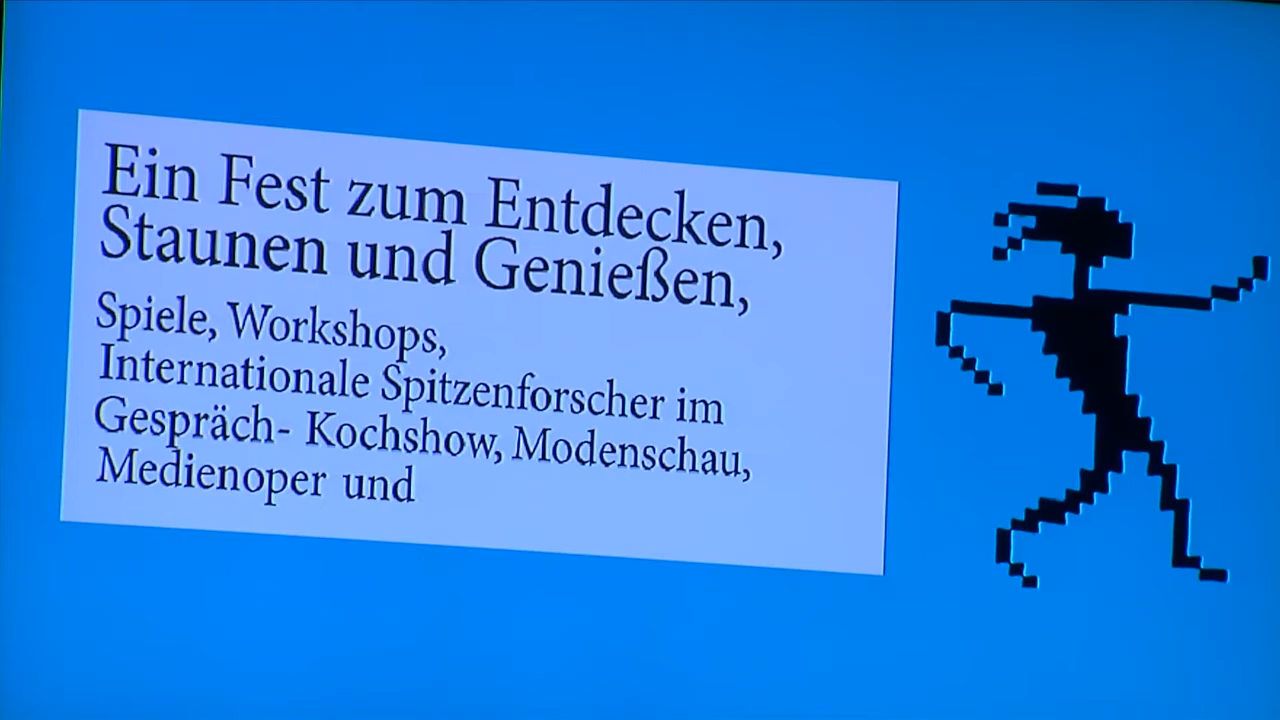 Ein Fest zum Entdecken,
Staunen und Genießen,
Spiele, Workshops,
Internationale Spitzenforscher im
Gespräch- Kochshow, Modenschau,
Medienoper und